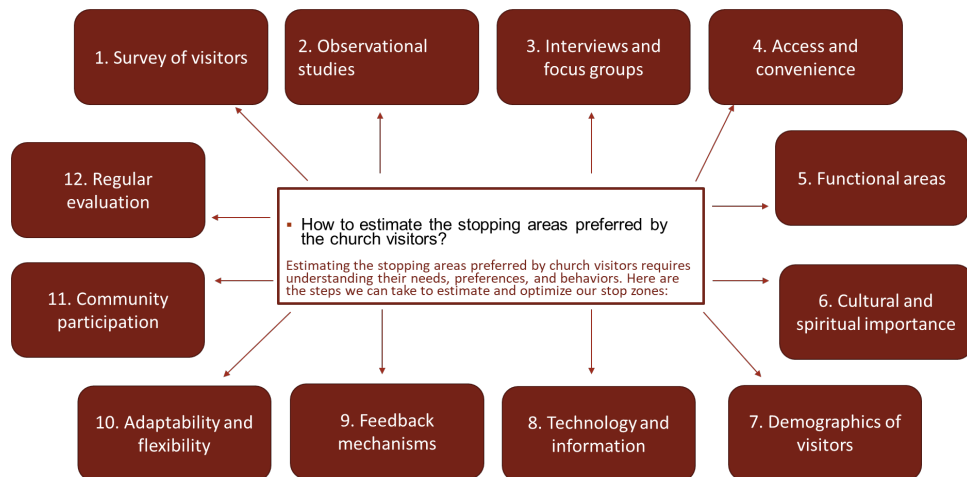 1. Survey of visitors
2. Observational
studies
3. Interviews and
focus groups
4. Access and
convenience
12. Regular
evaluation
5. Functional areas
▪ How to estimate the stopping areas preferred by
the church visitors?
Estimating the stopping areas preferred by church visitors requires
understanding their needs, preferences, and behaviors. Here are
the steps we can take to estimate and optimize our stop zones:
11. Community
participation
6. Cultural and
spiritual importance
10. Adaptability and
flexibility
9. Feedback
mechanisms
8. Technology and
information
7. Demographics of
visitors